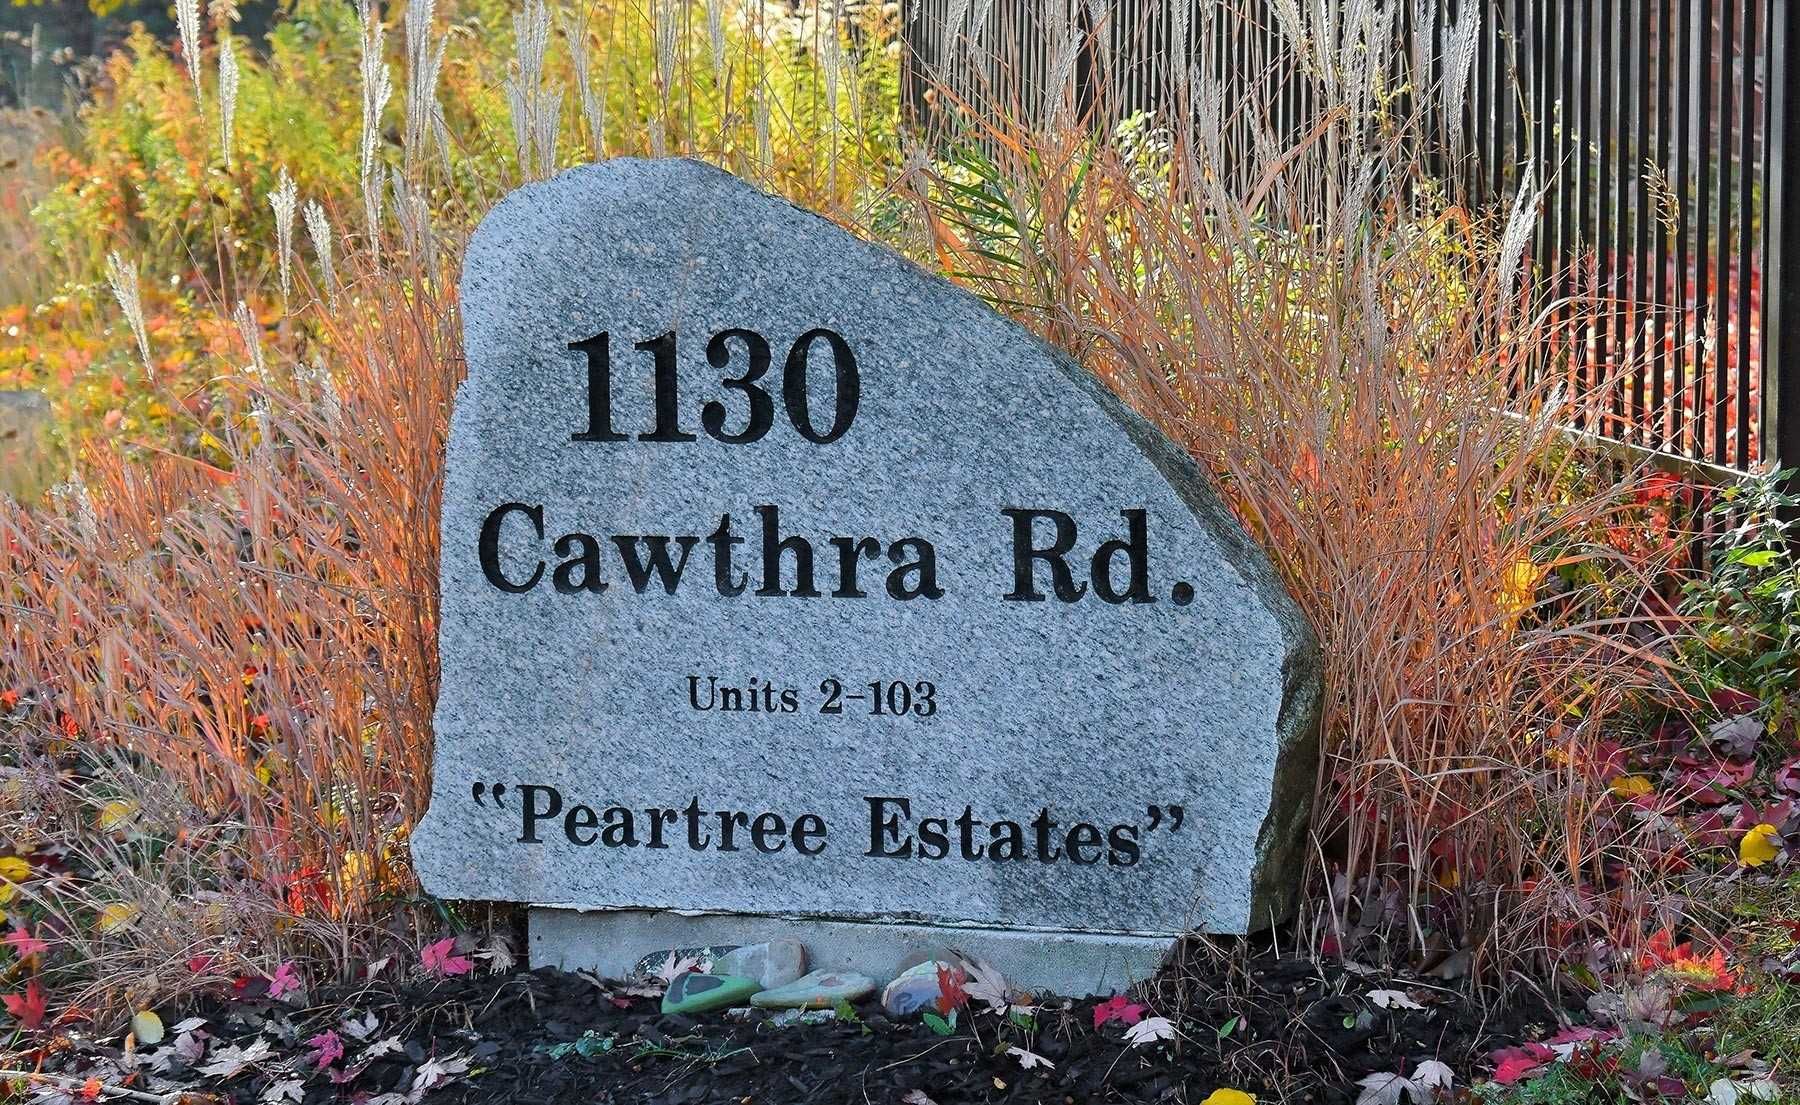 1130
Cawthra Rd.
Units 2-103
“Peartree Estates”